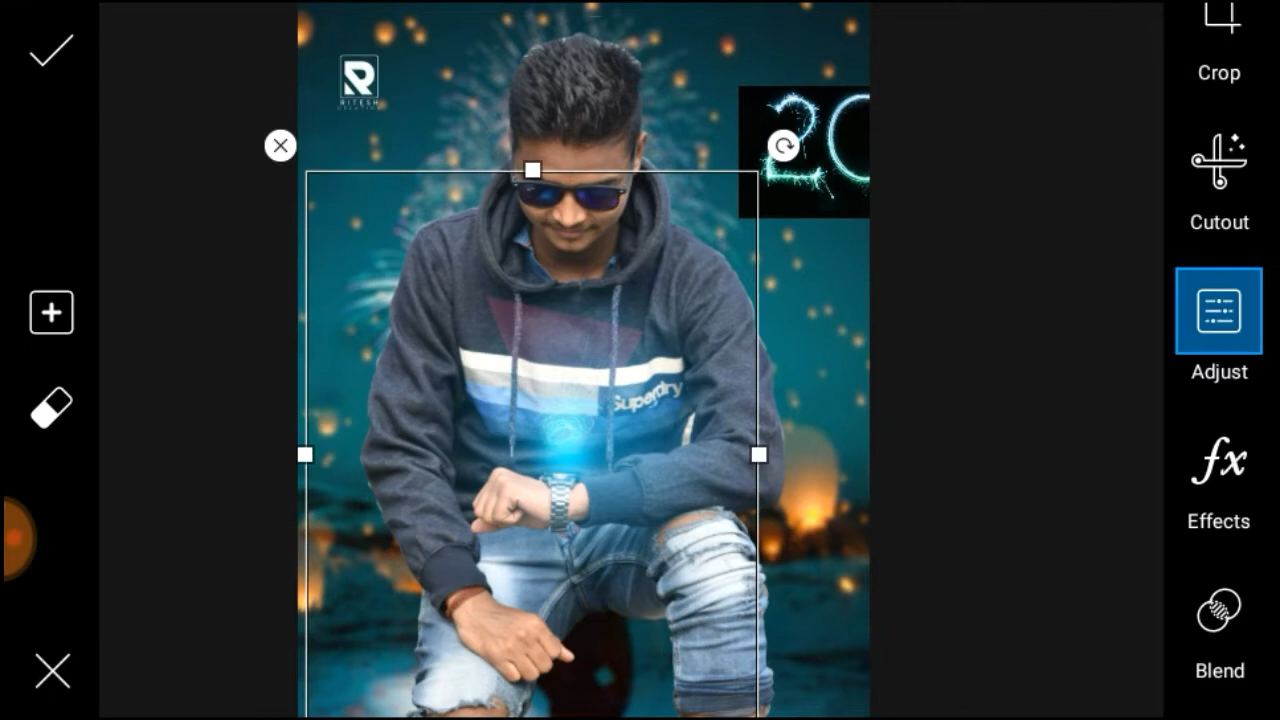 Crop
R
RITESH
20
Cutout
Superdry
Adjust
fx
Effects
Blend